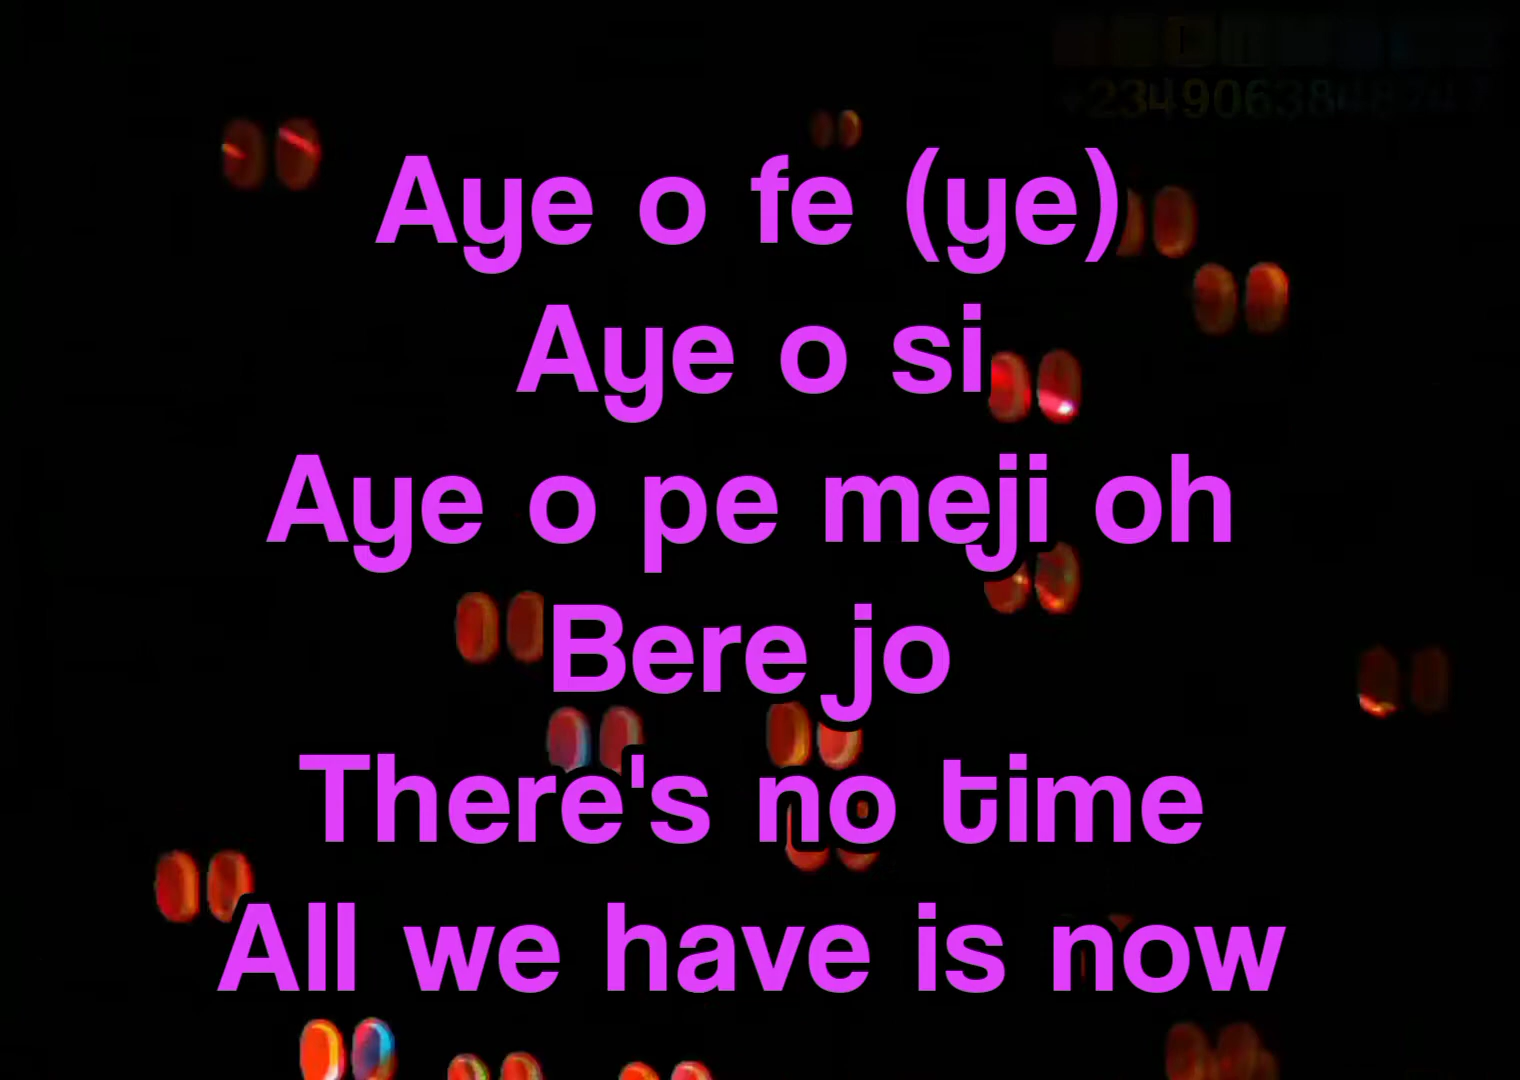 Aye o fe (ye)
Aye o si
Aye o pe meji oh
Bere jo
There's no time
All we have is now